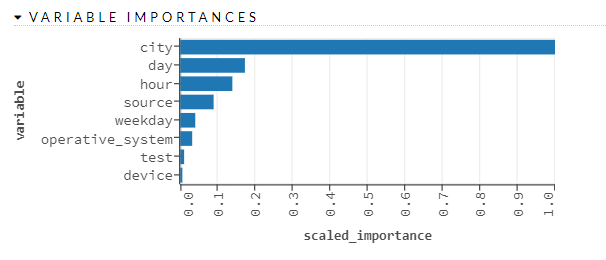 VARIABLE IMPORTANCES
variable
city
day
hour
source
weekday
operative_system
test
device
0.0 0.1 0.2 0.3 0.4 0.5 0.6 0.7 0.8 0.9 1.0
scaled_importance